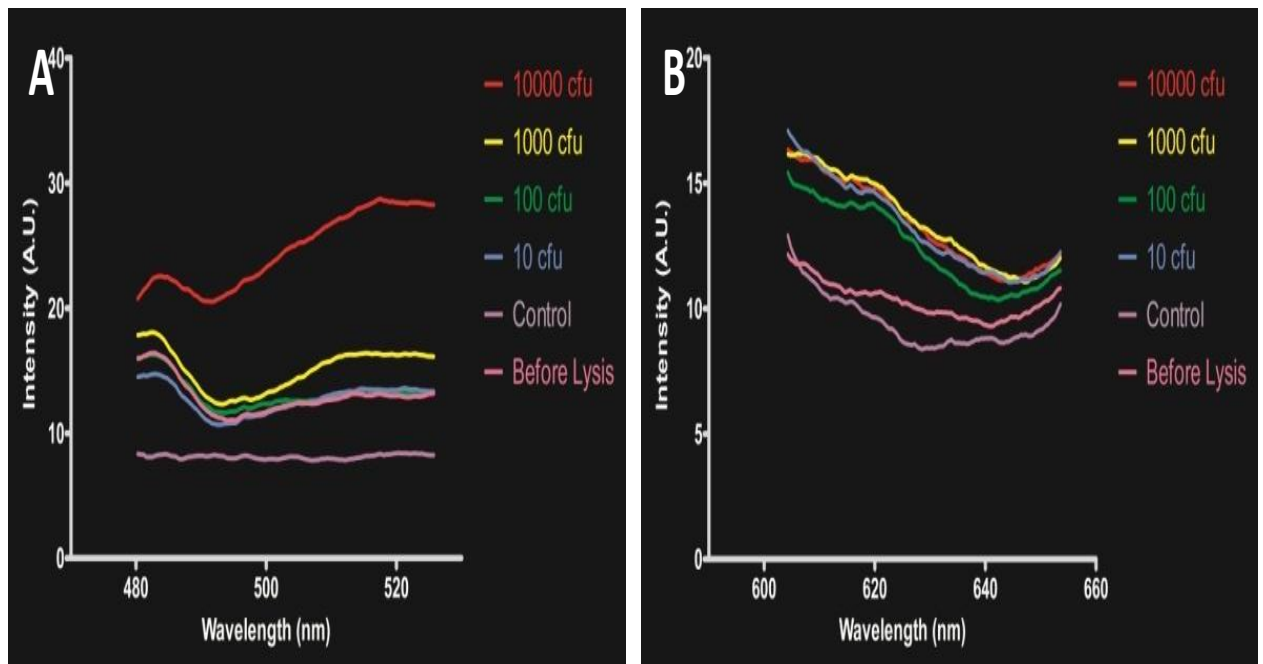 A
40
30
20
10
0
480
500
520
Intensity (A.U.)
Wavelength (nm)
10000 cfu
1000 cfu
100 cfu
10 cfu
Control
Before Lysis
B
20
15
10
5
0
600
620
640
660
Intensity (A.U.)
Wavelength (nm)
10000 cfu
1000 cfu
100 cfu
10 cfu
Control
Before Lysis